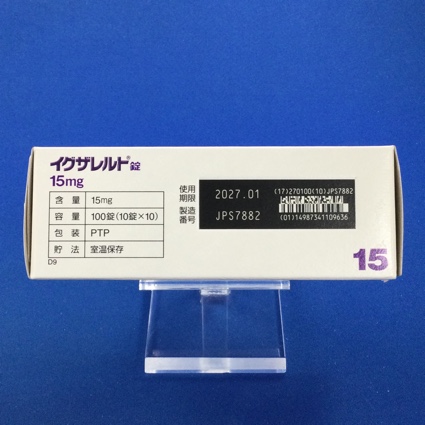 イグザレルト®錠
15mg
含 量 15mg
容 量 100錠(10錠×10)
包 装 PTP
貯 法 室温保存
D9
使用
期限 2027.01
製造
番号 JPS7882
(17)270100(10)JPS7882
(01)14987341109636
15